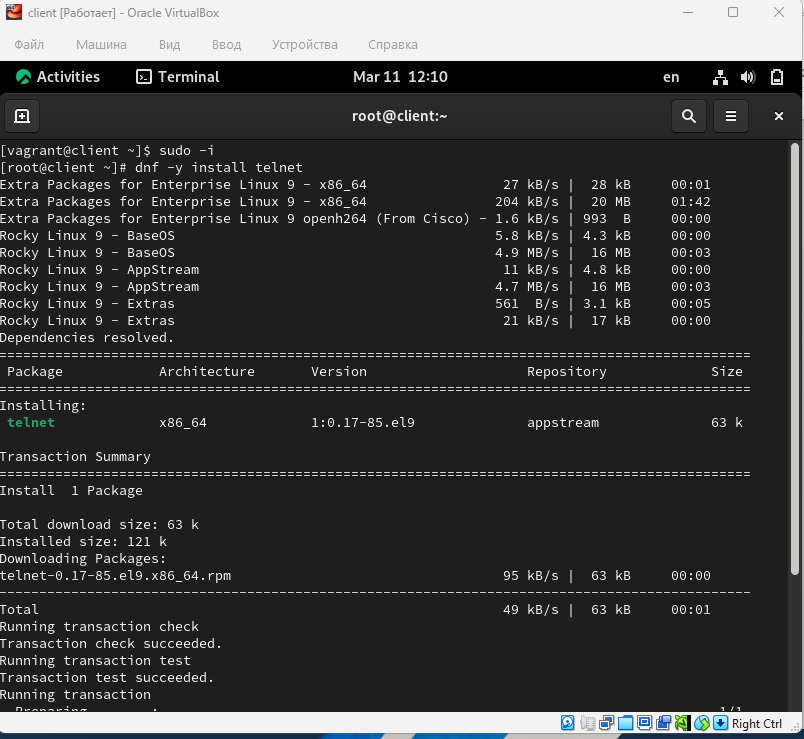 client [Работает] - Oracle VirtualBox
Файл Машина Вид Ввод Устройства Справка
Activities Terminal Mar 11 12:10 en
root@client:~
[vagrant@client ~]$ sudo -i
[root@client ~]# dnf -y install telnet
Extra Packages for Enterprise Linux 9 - x86_64 27 kB/s | 28 kB 00:01
Extra Packages for Enterprise Linux 9 - x86_64 204 kB/s | 20 MB 01:42
Extra Packages for Enterprise Linux 9 openh264 (From Cisco) - 1.6 kB/s | 993 B 00:00
Rocky Linux 9 - BaseOS 5.8 kB/s | 4.3 kB 00:00
Rocky Linux 9 - BaseOS 4.9 MB/s | 16 MB 00:03
Rocky Linux 9 - AppStream 11 kB/s | 4.8 kB 00:00
Rocky Linux 9 - AppStream 4.7 MB/s | 16 MB 00:03
Rocky Linux 9 - Extras 561 B/s | 3.1 kB 00:05
Rocky Linux 9 - Extras 21 kB/s | 17 kB 00:00
Dependencies resolved.
================================================================================
Package Architecture Version Repository Size
================================================================================
Installing:
telnet x86_64 1:0.17-85.el9 appstream 63 k
Transaction Summary
================================================================================
Install 1 Package
Total download size: 63 k
Installed size: 121 k
Downloading Packages:
telnet-0.17-85.el9.x86_64.rpm 95 kB/s | 63 kB 00:00
--------------------------------------------------------------------------------
Total 49 kB/s | 63 kB 00:01
Running transaction check
Transaction check succeeded.
Running transaction test
Transaction test succeeded.
Running transaction
Preparing : 1/1
Right Ctrl